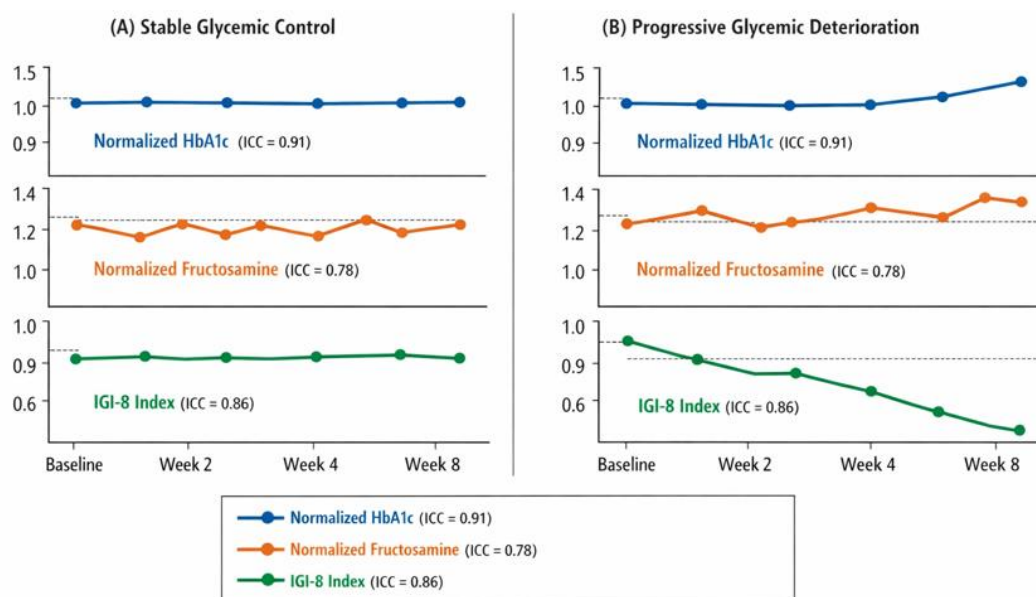 (A) Stable Glycemic Control
1.5
1.0
0.9
Normalized HbA1c (ICC = 0.91)
1.4
1.2
1.0
Normalized Fructosamine (ICC = 0.78)
1.0
0.9
0.6
IGI-8 Index (ICC = 0.86)
Baseline Week 2 Week 4 Week 8
(B) Progressive Glycemic Deterioration
1.5
1.0
0.9
Normalized HbA1c (ICC = 0.91)
1.4
1.2
1.0
Normalized Fructosamine (ICC = 0.78)
1.0
0.9
0.6
IGI-8 Index (ICC = 0.86)
Baseline Week 2 Week 4 Week 8
Normalized HbA1c (ICC = 0.91)
Normalized Fructosamine (ICC = 0.78)
IGI-8 Index (ICC = 0.86)